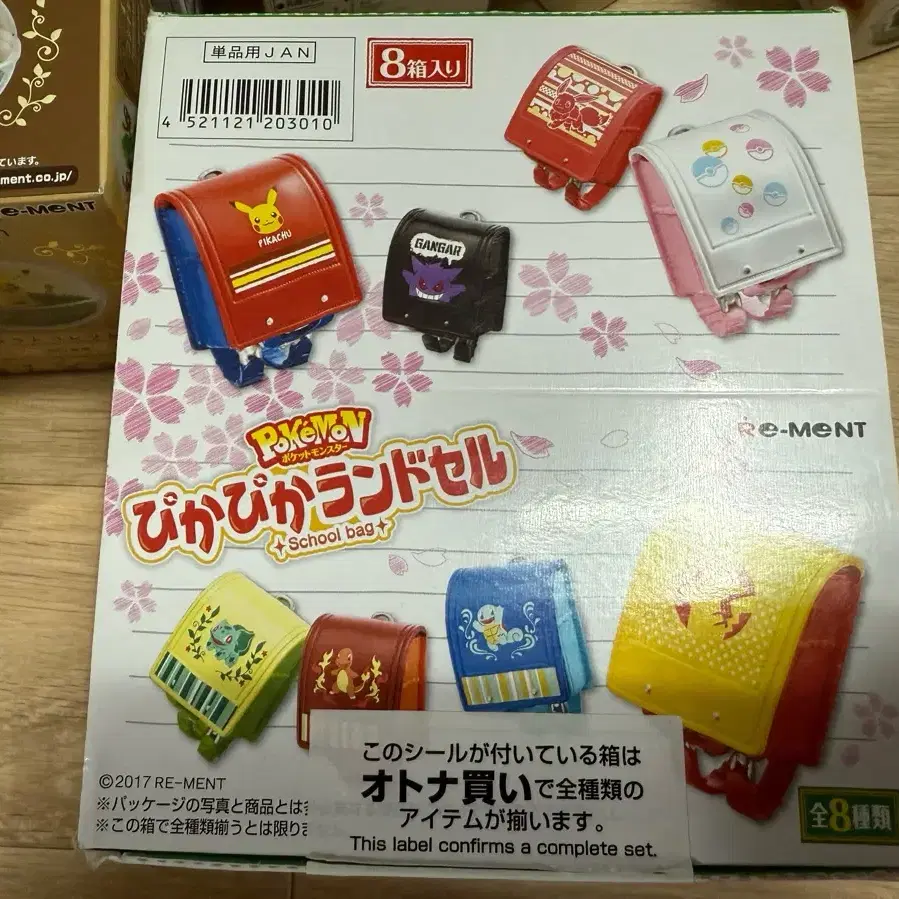 単品用JAN
4 521121 203010
8箱入り
PIKACHU
GANGAR
ています。
ment.co.jp/
Re-MeNT
Re-MeNT
POKéMON
ポケットモンスター
ぴかぴかランドセル
School bag
©2017 RE-MENT
※パッケージの写真と商品とは
※この箱で全種類揃うとは限り
このシールが付いている箱は
オトナ買いで全種類の
アイテムが揃います。
This label confirms a complete set.
全8種類